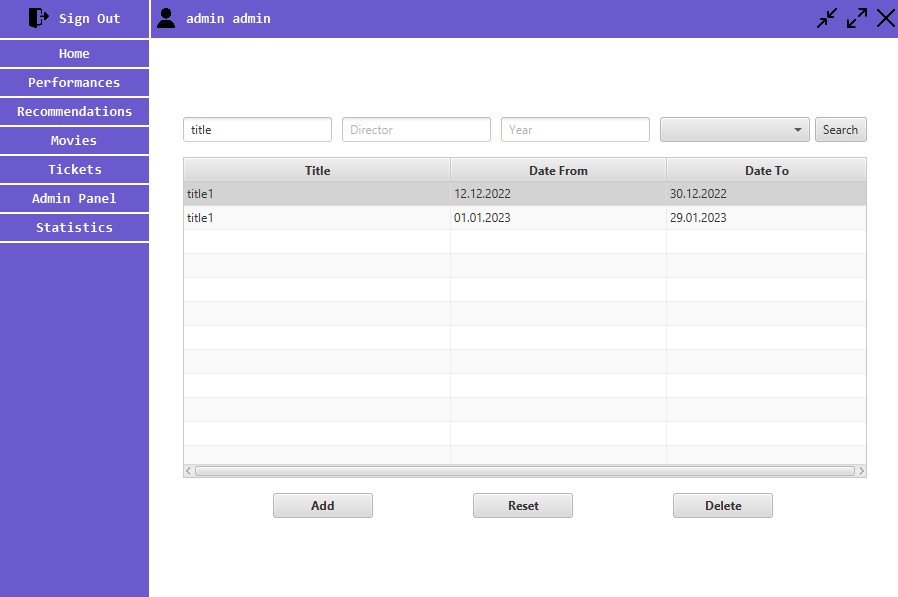 Sign Out
admin admin
Home
Performances
Recommendations
Movies
Tickets
Admin Panel
Statistics
title Director Year Search
Title Date From Date To
title1 12.12.2022 30.12.2022
title1 01.01.2023 29.01.2023
Add Reset Delete